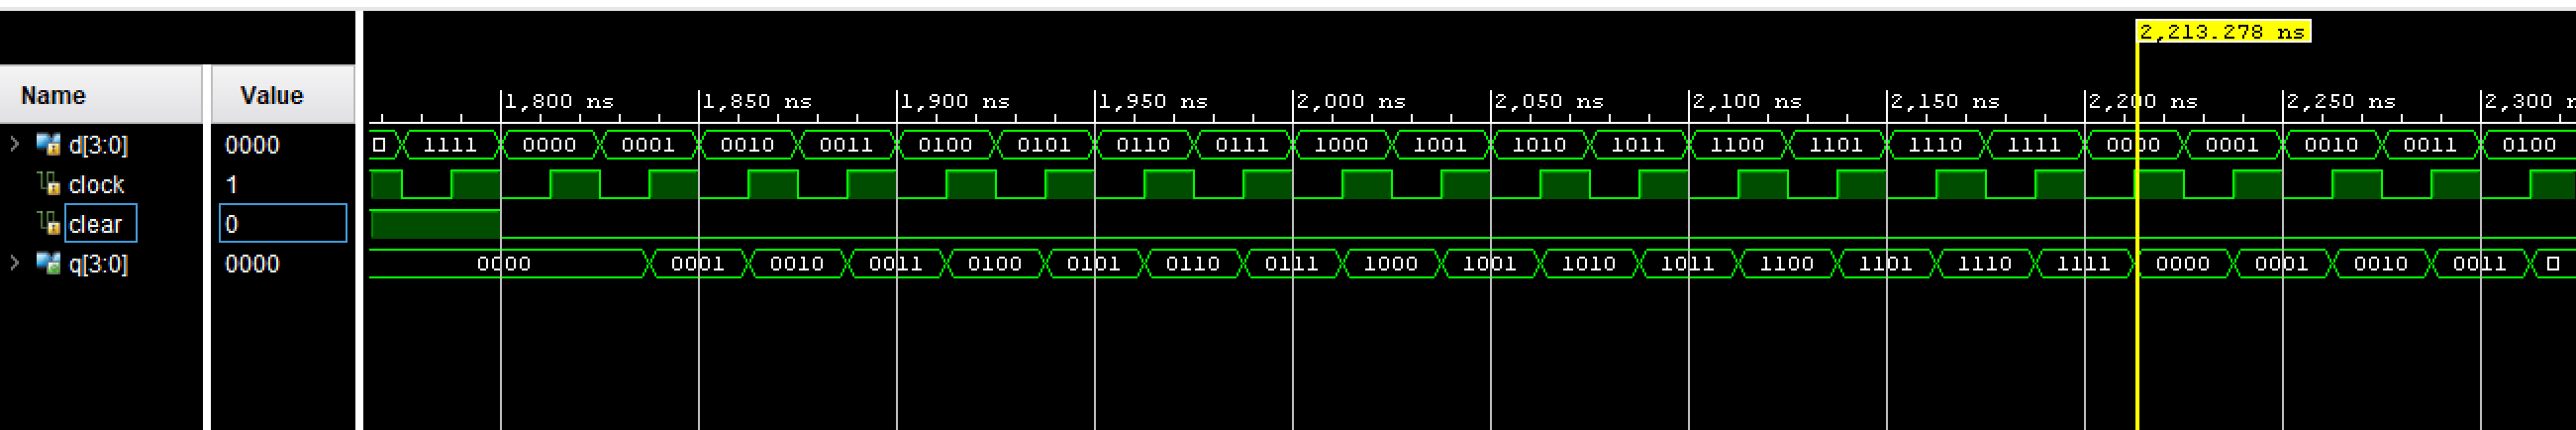 2,213.278 ns
Name Value
1,800 ns 1,850 ns 1,900 ns 1,950 ns 2,000 ns 2,050 ns 2,100 ns 2,150 ns 2,200 ns 2,250 ns 2,300 n
d[3:0] 0000 1111 0000 0001 0010 0011 0100 0101 0110 0111 1000 1001 1010 1011 1100 1101 1110 1111 0000 0001 0010 0011 0100
clock 1
clear 0
q[3:0] 0000 0000 0001 0010 0011 0100 0101 0110 0111 1000 1001 1010 1011 1100 1101 1110 1111 0000 0001 0010 0011